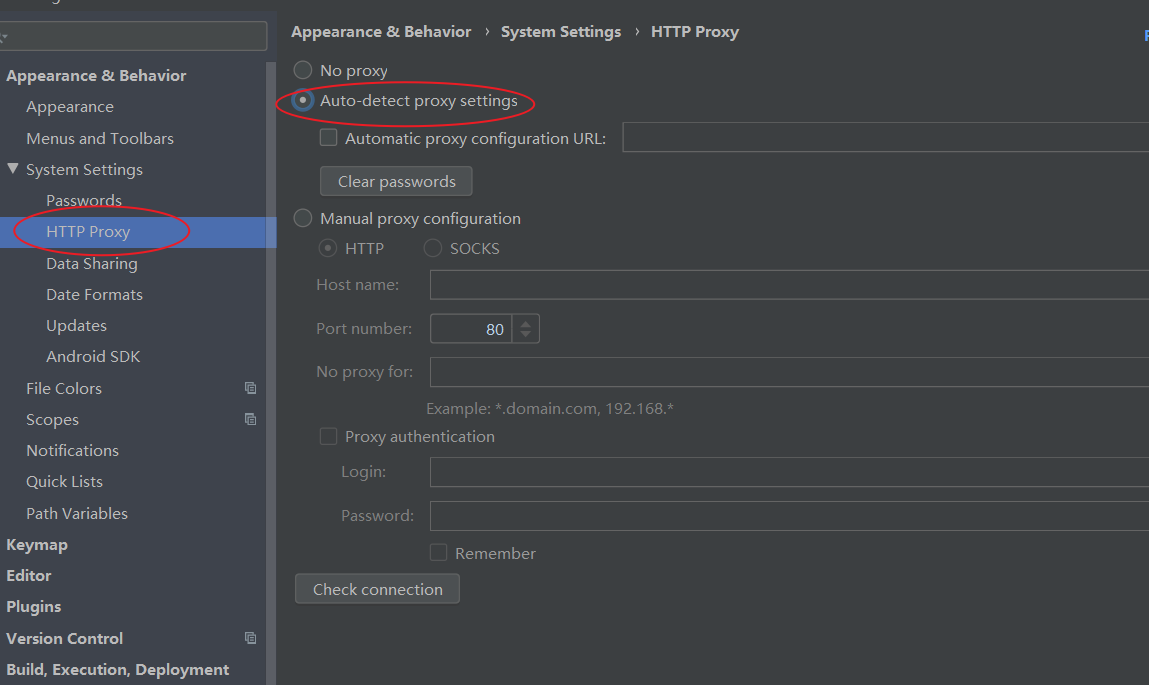 Appearance & Behavior › System Settings › HTTP Proxy
Appearance & Behavior
Appearance
Menus and Toolbars
System Settings
Passwords
HTTP Proxy
Data Sharing
Date Formats
Updates
Android SDK
File Colors
Scopes
Notifications
Quick Lists
Path Variables
Keymap
Editor
Plugins
Version Control
Build, Execution, Deployment
No proxy
Auto-detect proxy settings
Automatic proxy configuration URL:
Clear passwords
Manual proxy configuration
HTTP SOCKS
Host name:
Port number: 80
No proxy for:
Example: *.domain.com, 192.168.*
Proxy authentication
Login:
Password:
Remember
Check connection